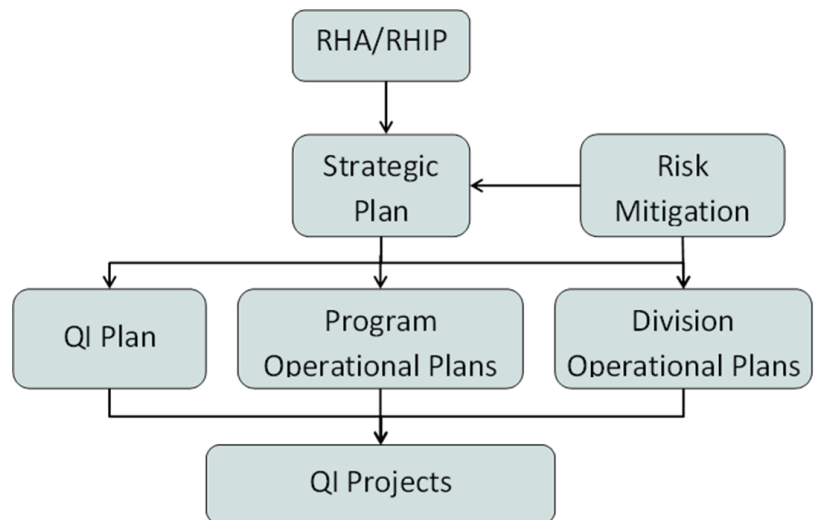 RHA/RHIP
Strategic
Plan
Risk
Mitigation
QI Plan
Program
Operational Plans
Division
Operational Plans
QI Projects